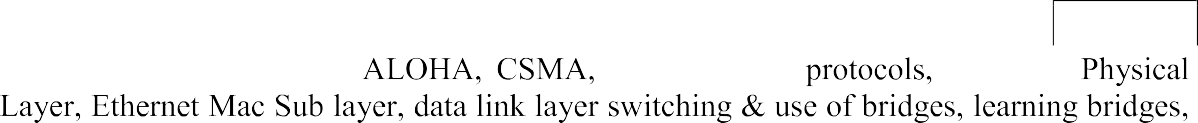 ALOHA, CSMA, protocols, Physical
Layer, Ethernet Mac Sub layer, data link layer switching & use of bridges, learning bridges,